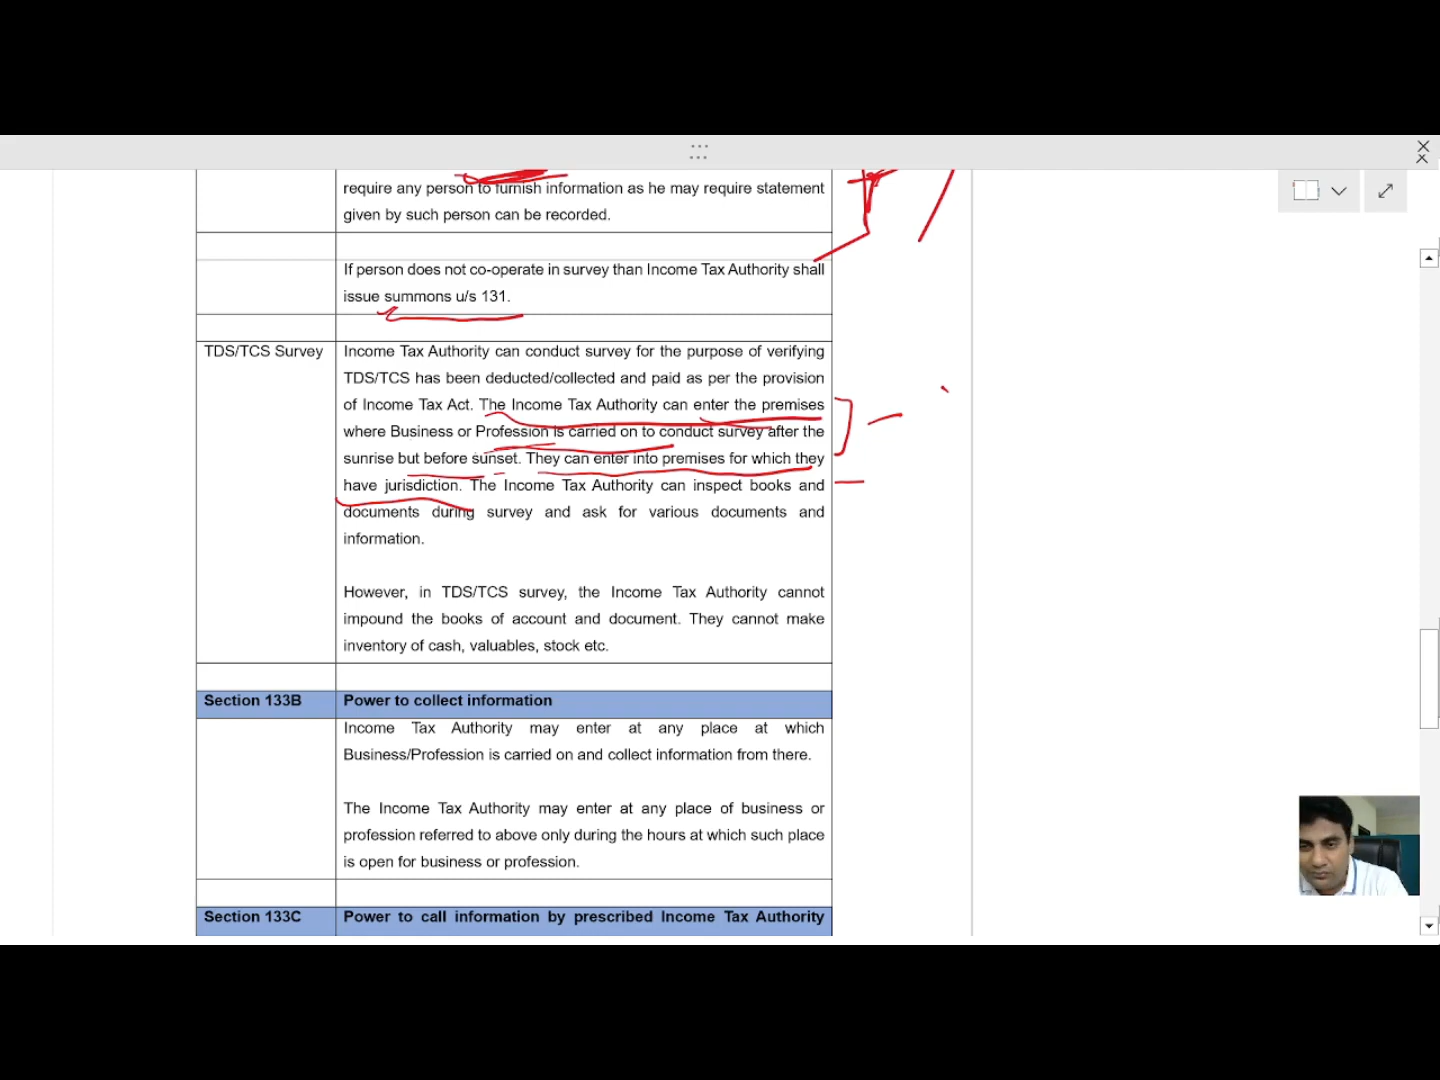 require any person to furnish information as he may require statement
given by such person can be recorded.
If person does not co-operate in survey than Income Tax Authority shall
issue summons u/s 131.
TDS/TCS Survey
Income Tax Authority can conduct survey for the purpose of verifying
TDS/TCS has been deducted/collected and paid as per the provision
of Income Tax Act. The Income Tax Authority can enter the premises
where Business or Profession is carried on to conduct survey after the
sunrise but before sunset. They can enter into premises for which they
have jurisdiction. The Income Tax Authority can inspect books and
documents during survey and ask for various documents and
information.
However, in TDS/TCS survey, the Income Tax Authority cannot
impound the books of account and document. They cannot make
inventory of cash, valuables, stock etc.
Section 133B Power to collect information
Income Tax Authority may enter at any place at which
Business/Profession is carried on and collect information from there.
The Income Tax Authority may enter at any place of business or
profession referred to above only during the hours at which such place
is open for business or profession.
Section 133C Power to call information by prescribed Income Tax Authority